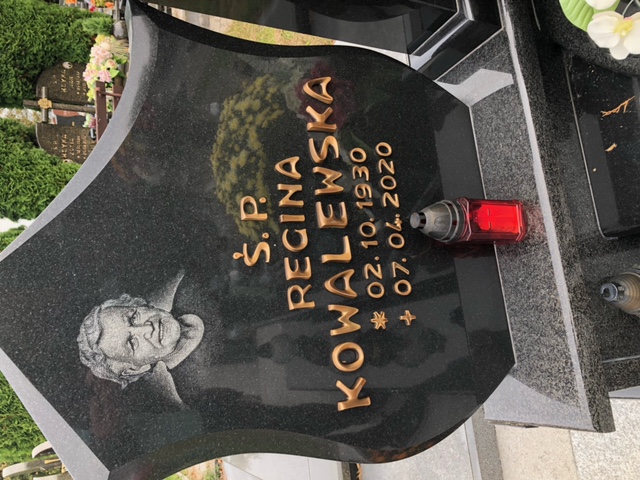 Ś.P.
REGINA
KOWALEWSKA
* 02.10.1930
+ 07.04.2020